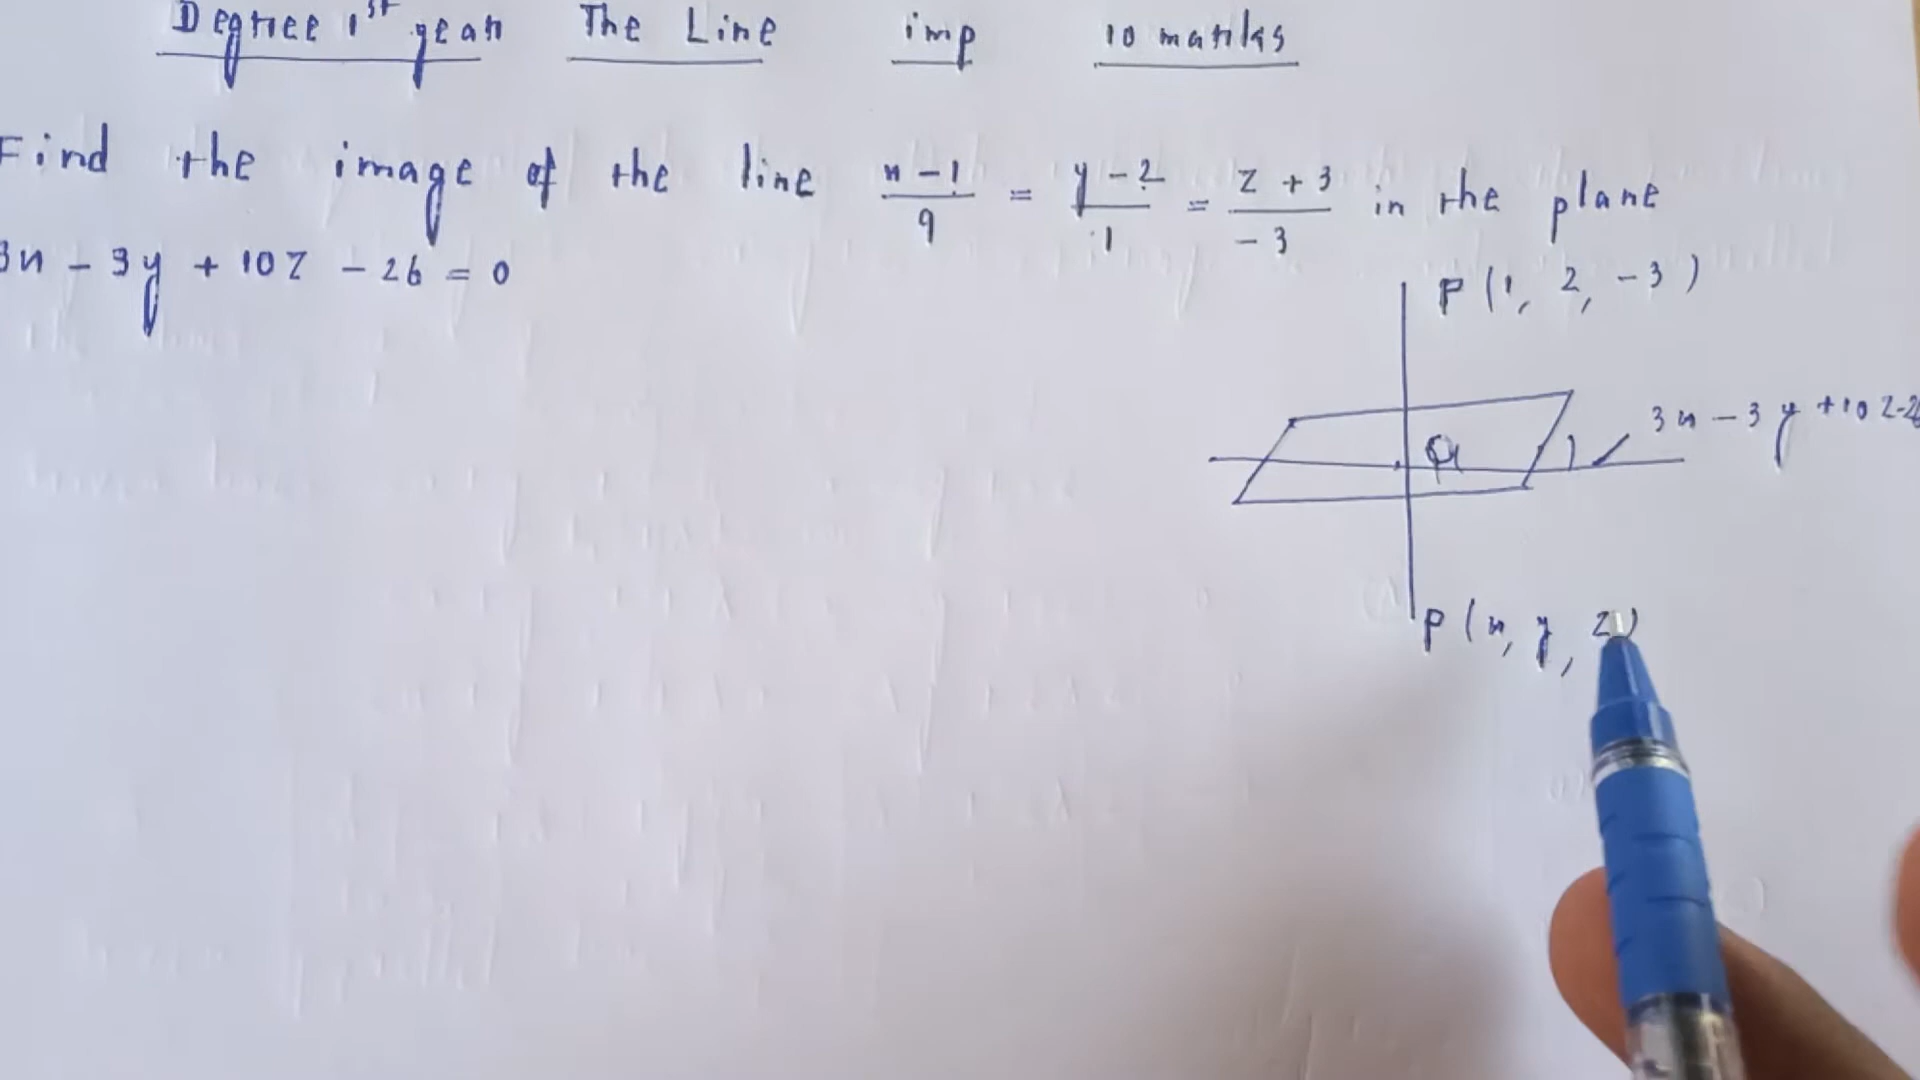 Degree 1st year The Line imp 10 marks
Find the image of the line x-1/9 = y-2/-1 = z+3/-3 in the plane
3x - 3y + 10z - 26 = 0
P(1, 2, -3)
3x - 3y + 10z-26
Q
P(x, y, z)